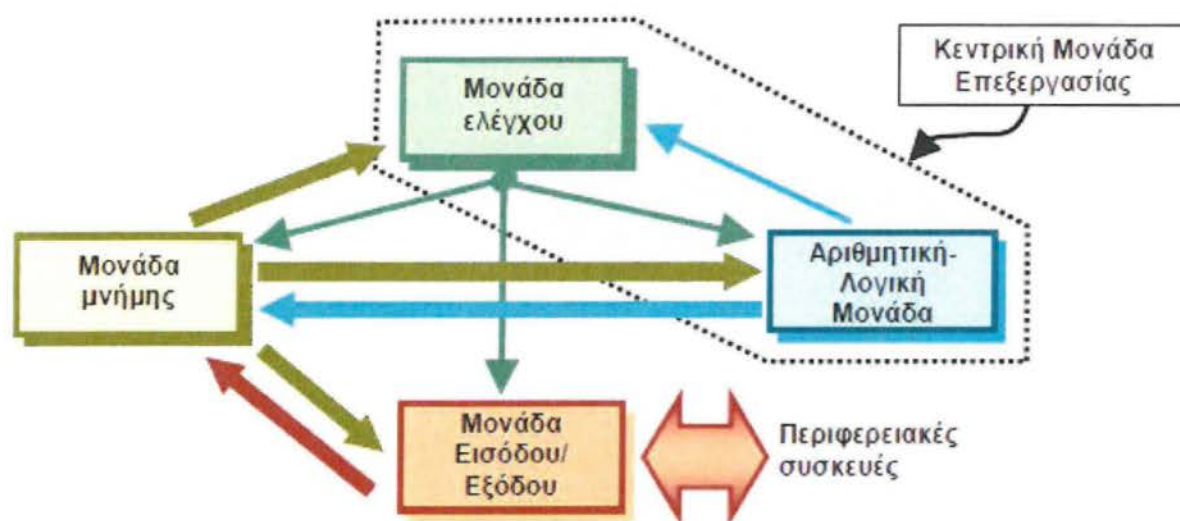 Κεντρική Μονάδα
Επεξεργασίας
Μονάδα
ελέγχου
Μονάδα
μνήμης
Αριθμητική-
Λογική
Μονάδα
Μονάδα
Εισόδου/
Εξόδου
Περιφερειακές
συσκευές